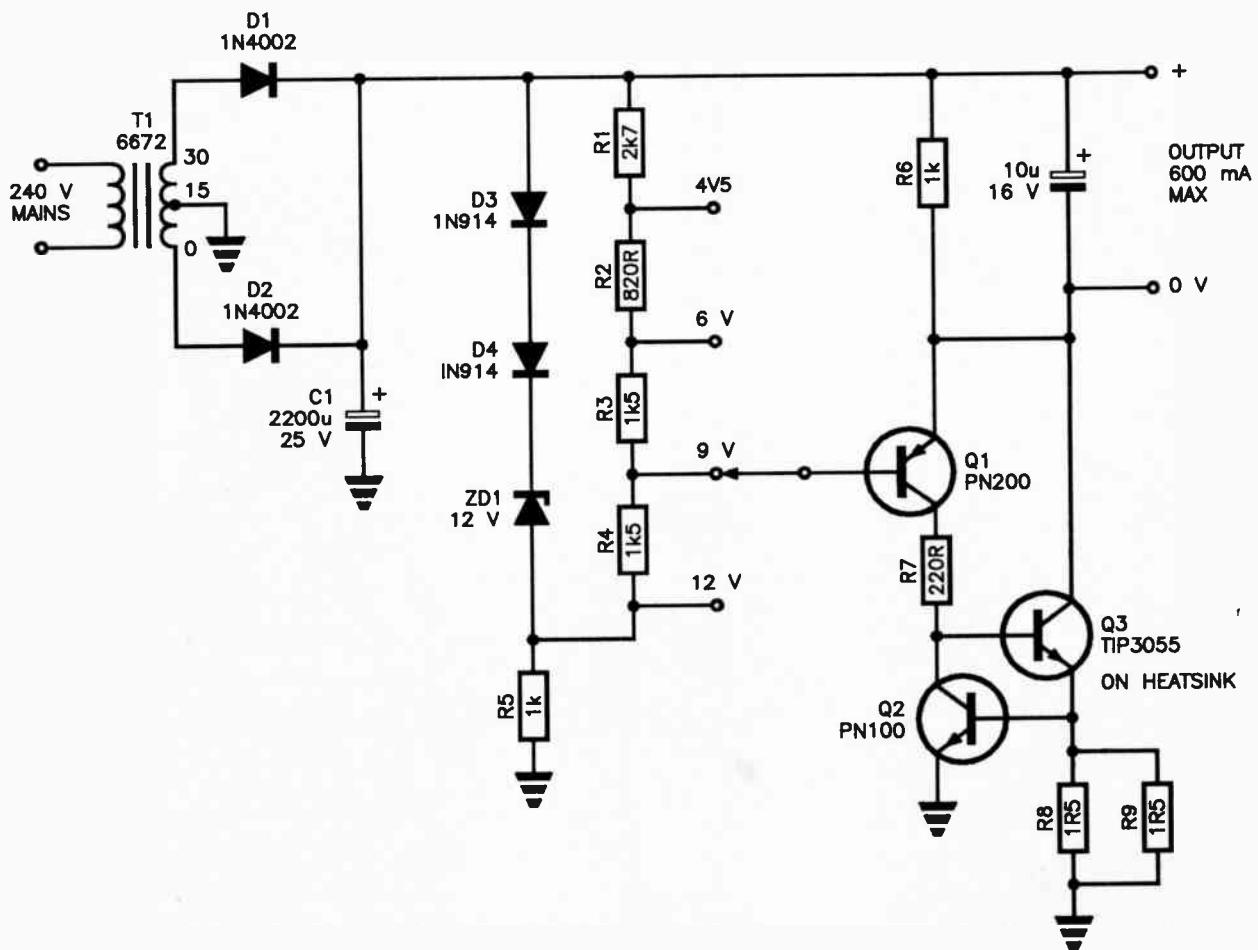 D1
1N4002
T1
6672
30
15
0
240 V
MAINS
D2
1N4002
C1
2200u
25 V
+
D3
1N914
D4
IN914
ZD1
12 V
R5
1k
R1
2k7
4V5
R2
820R
6 V
R3
1k5
9 V
R4
1k5
12 V
R6
1k
10u
16 V
+
+
OUTPUT
600 mA
MAX
0 V
Q1
PN200
R7
220R
Q3
TIP3055
ON HEATSINK
Q2
PN100
R8
1R5
R9
1R5